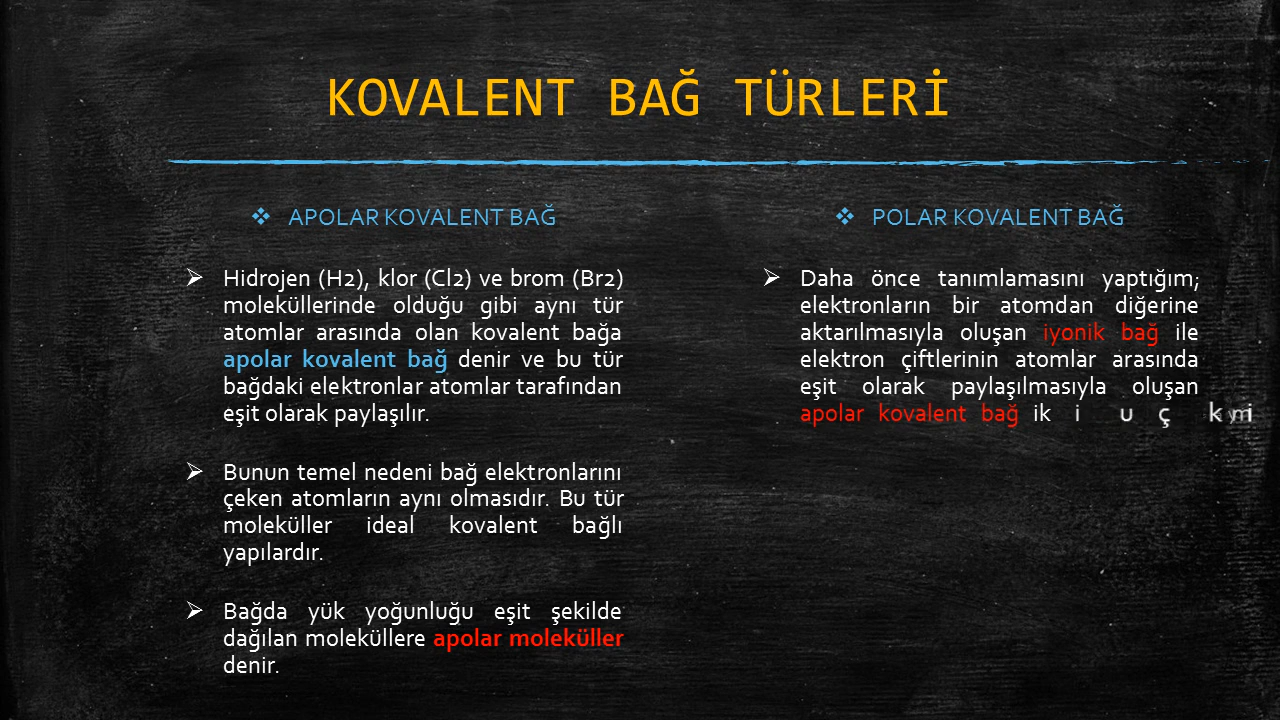 KOVALENT BAĞ TÜRLERİ
❖ APOLAR KOVALENT BAĞ
➢ Hidrojen (H2), klor (Cl2) ve brom (Br2)
moleküllerinde olduğu gibi aynı tür
atomlar arasında olan kovalent bağa
apolar kovalent bağ denir ve bu tür
bağdaki elektronlar atomlar tarafından
eşit olarak paylaşılır.
➢ Bunun temel nedeni bağ elektronlarını
çeken atomların aynı olmasıdır. Bu tür
moleküller ideal kovalent bağlı
yapılardır.
➢ Bağda yük yoğunluğu eşit şekilde
dağılan moleküllere apolar moleküller
denir.
❖ POLAR KOVALENT BAĞ
➢ Daha önce tanımlamasını yaptığım;
elektronların bir atomdan diğerine
aktarılmasıyla oluşan iyonik bağ ile
elektron çiftlerinin atomlar arasında
eşit olarak paylaşılmasıyla oluşan
apolar kovalent bağ